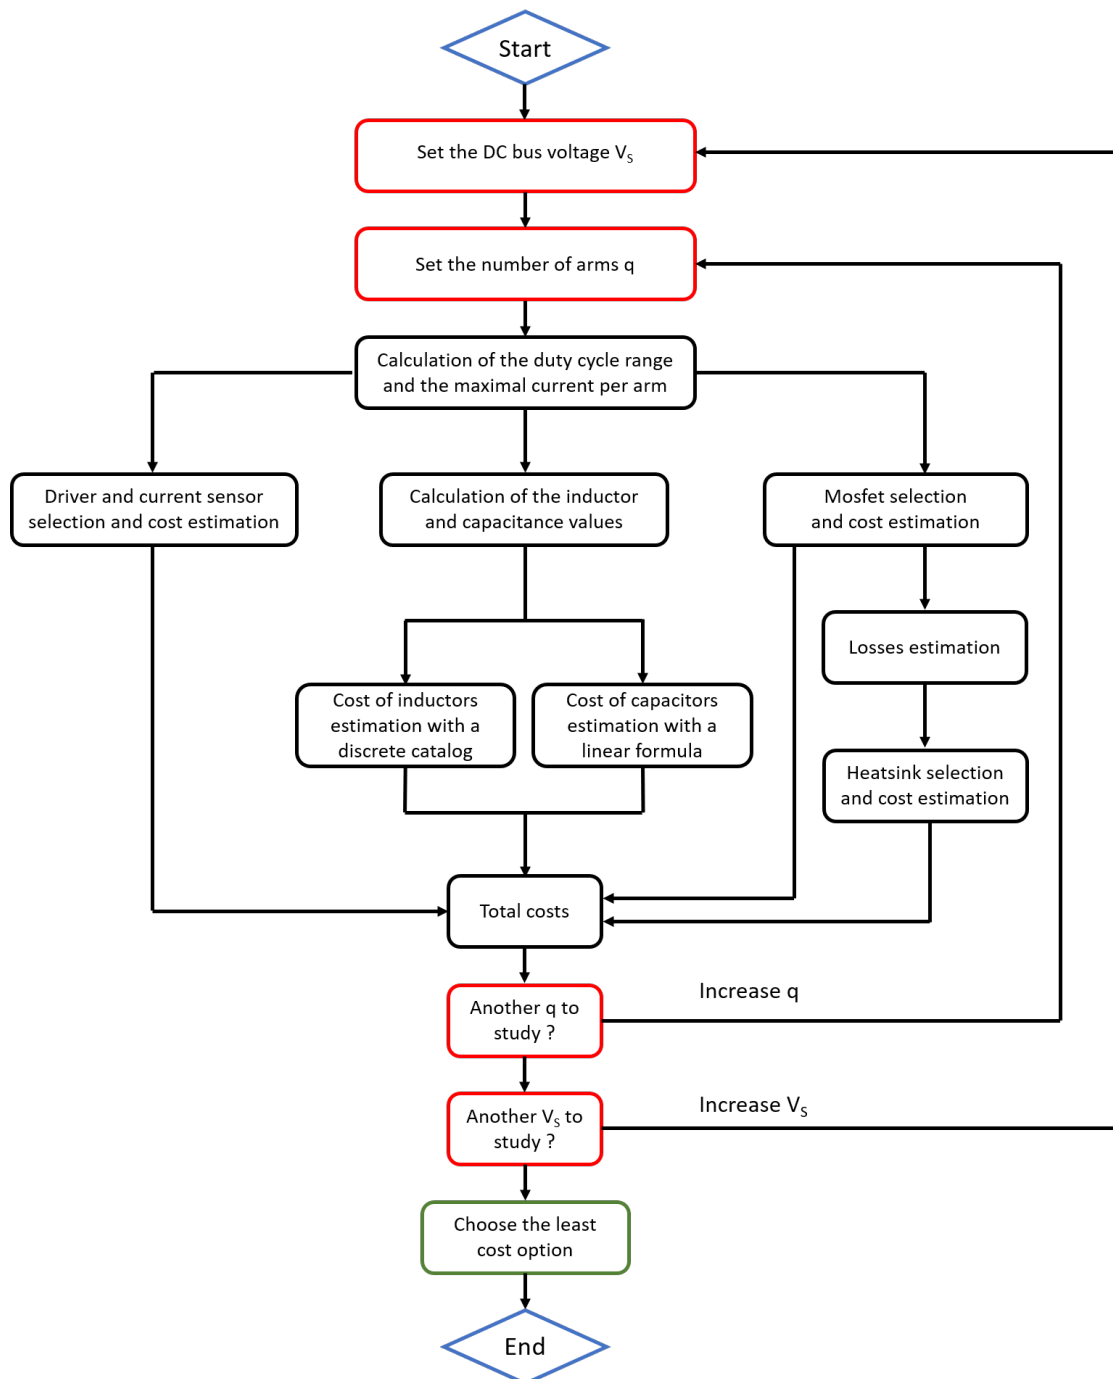 Start
Set the DC bus voltage Vₛ
Set the number of arms q
Calculation of the duty cycle range
and the maximal current per arm
Driver and current sensor
selection and cost estimation
Calculation of the inductor
and capacitance values
Mosfet selection
and cost estimation
Losses estimation
Cost of inductors
estimation with a
discrete catalog
Cost of capacitors
estimation with a
linear formula
Heatsink selection
and cost estimation
Total costs
Another q to
study ?
Increase q
Another Vₛ to
study ?
Increase Vₛ
Choose the least
cost option
End